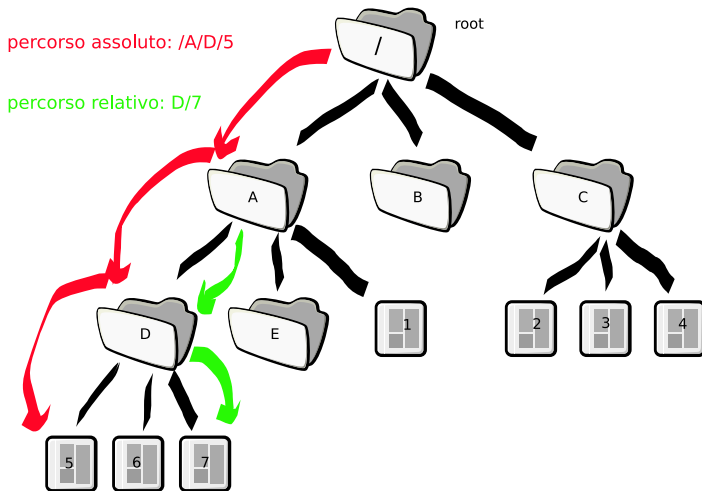 root
percorso assoluto: /A/D/5
/
percorso relativo: D/7
A
B
C
D
E
1
2
3
4
5
6
7